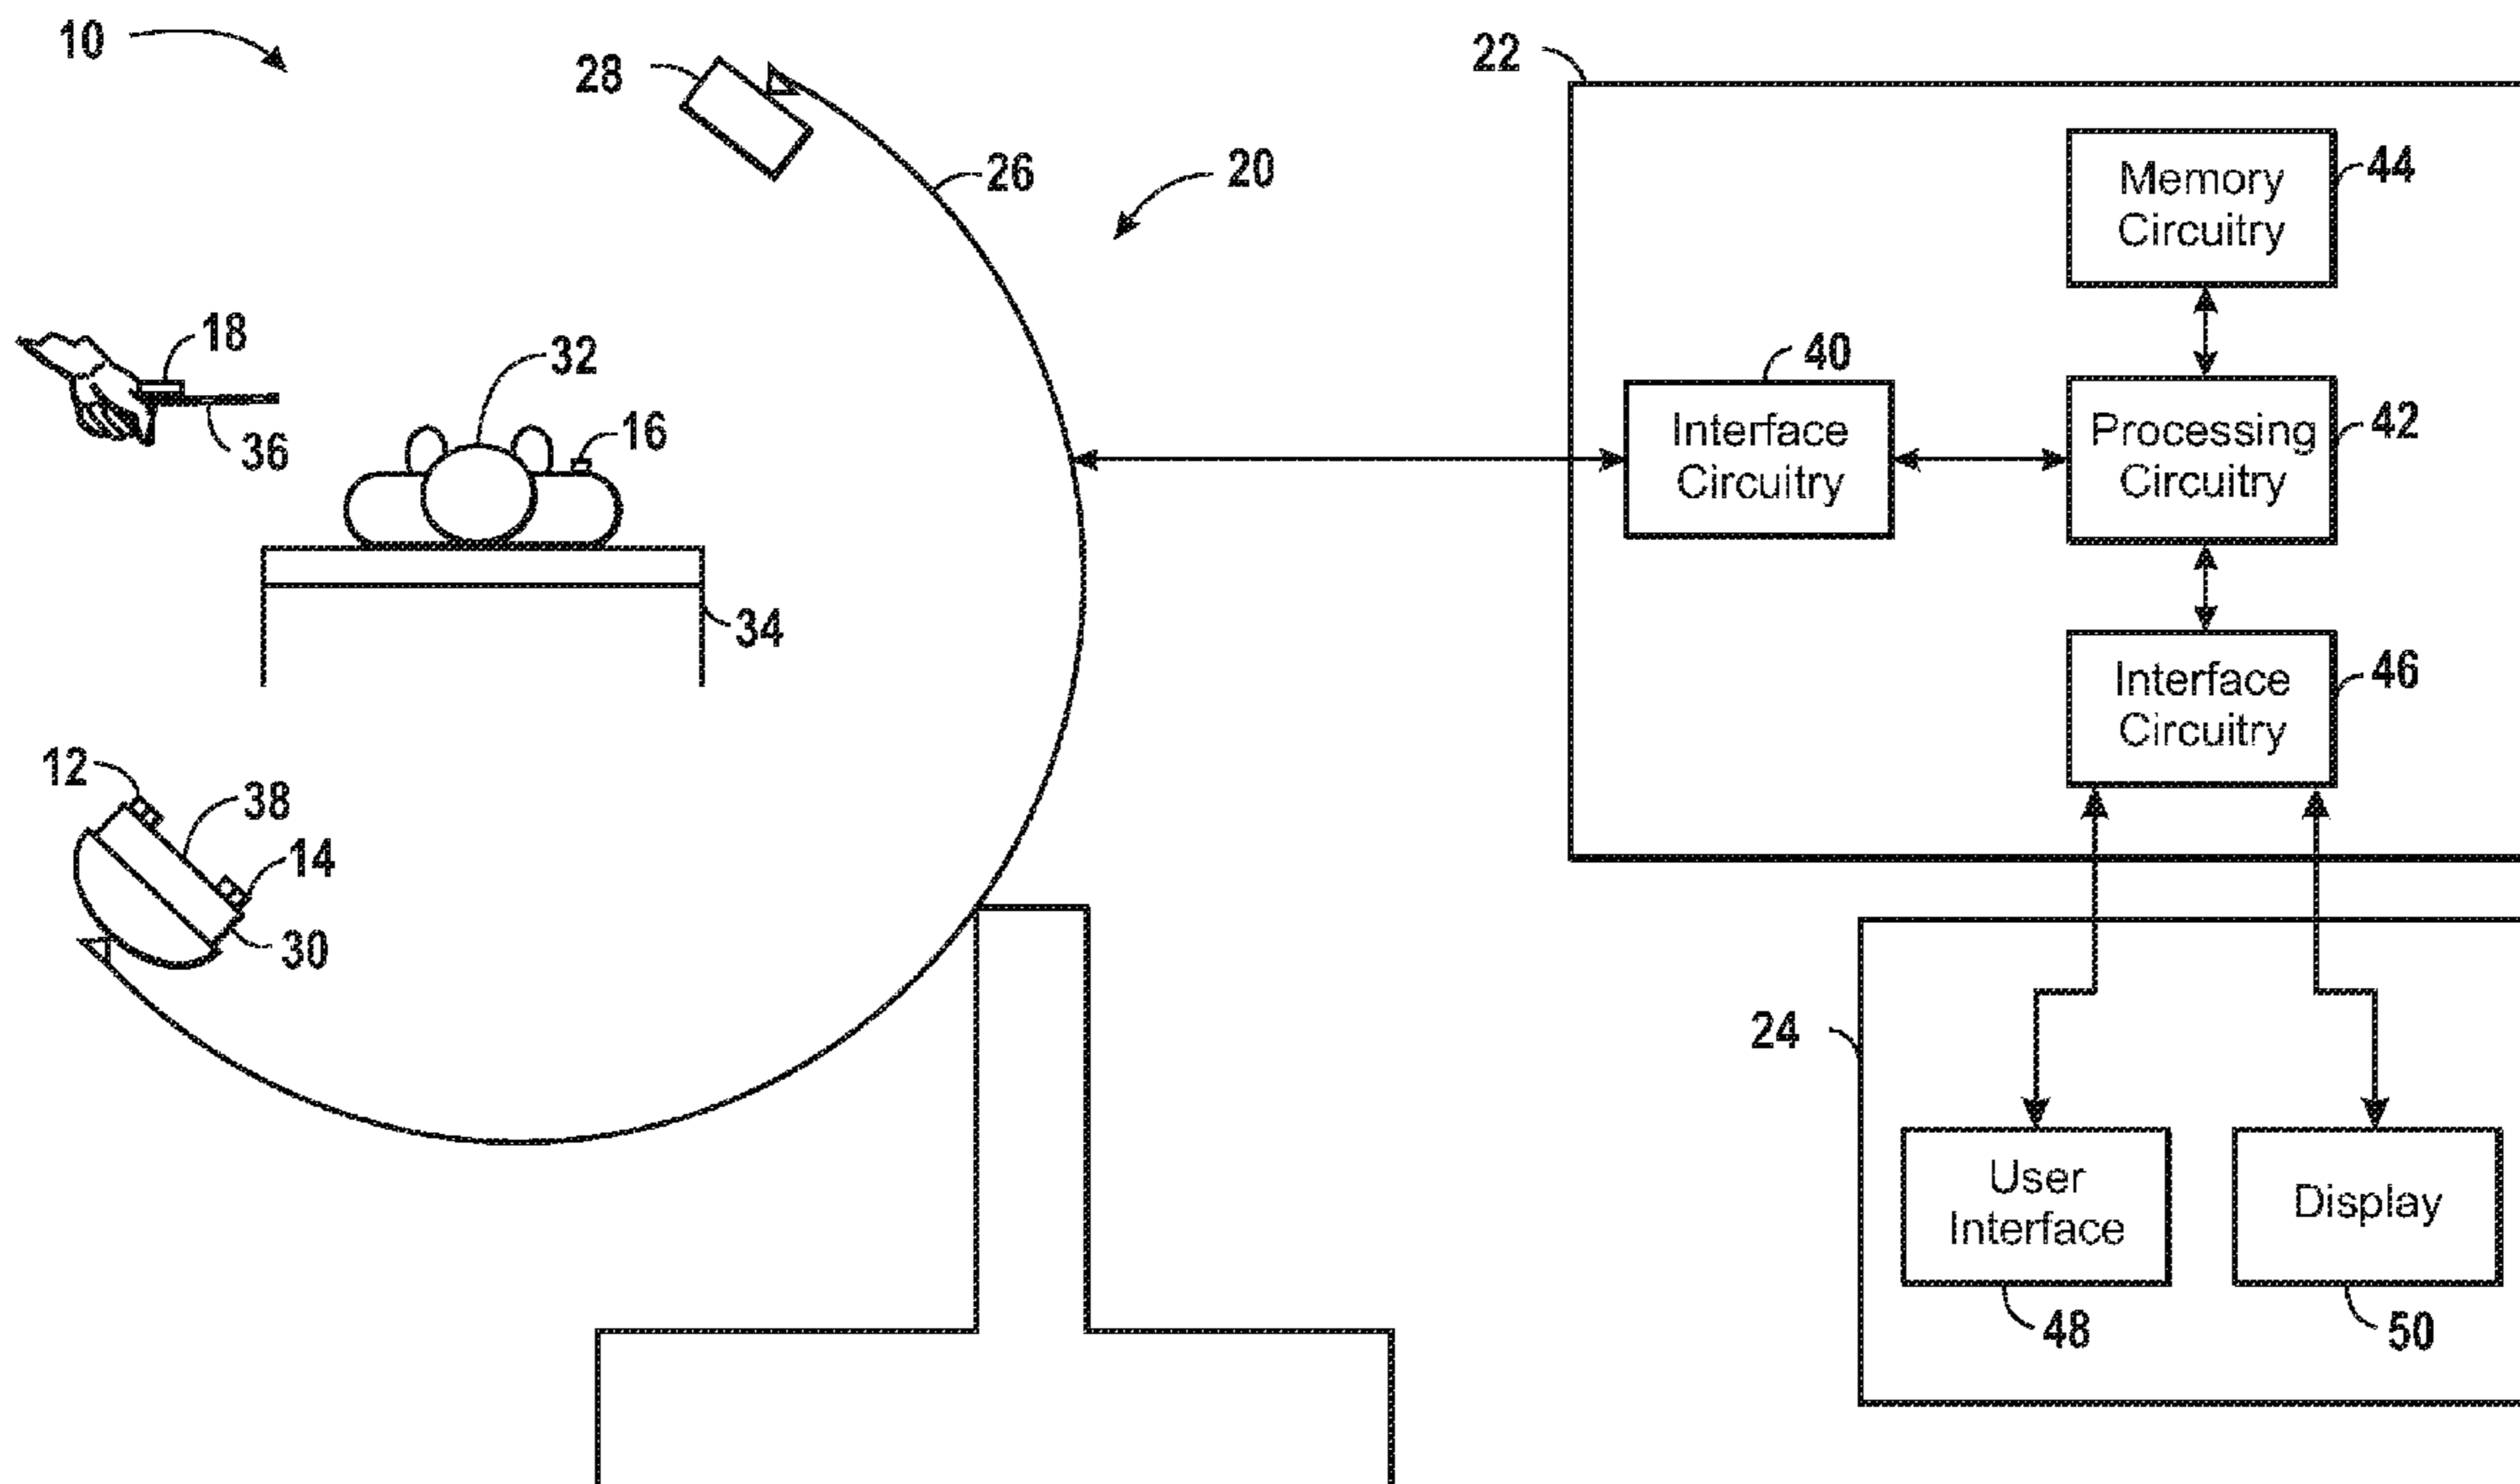 10
28
22
26
20
Memory
Circuitry
44
18
32
40
16
36
Interface
Circuitry
Processing
Circuitry
42
34
Interface
Circuitry
46
12
38
14
30
24
User
Interface
Display
48
50